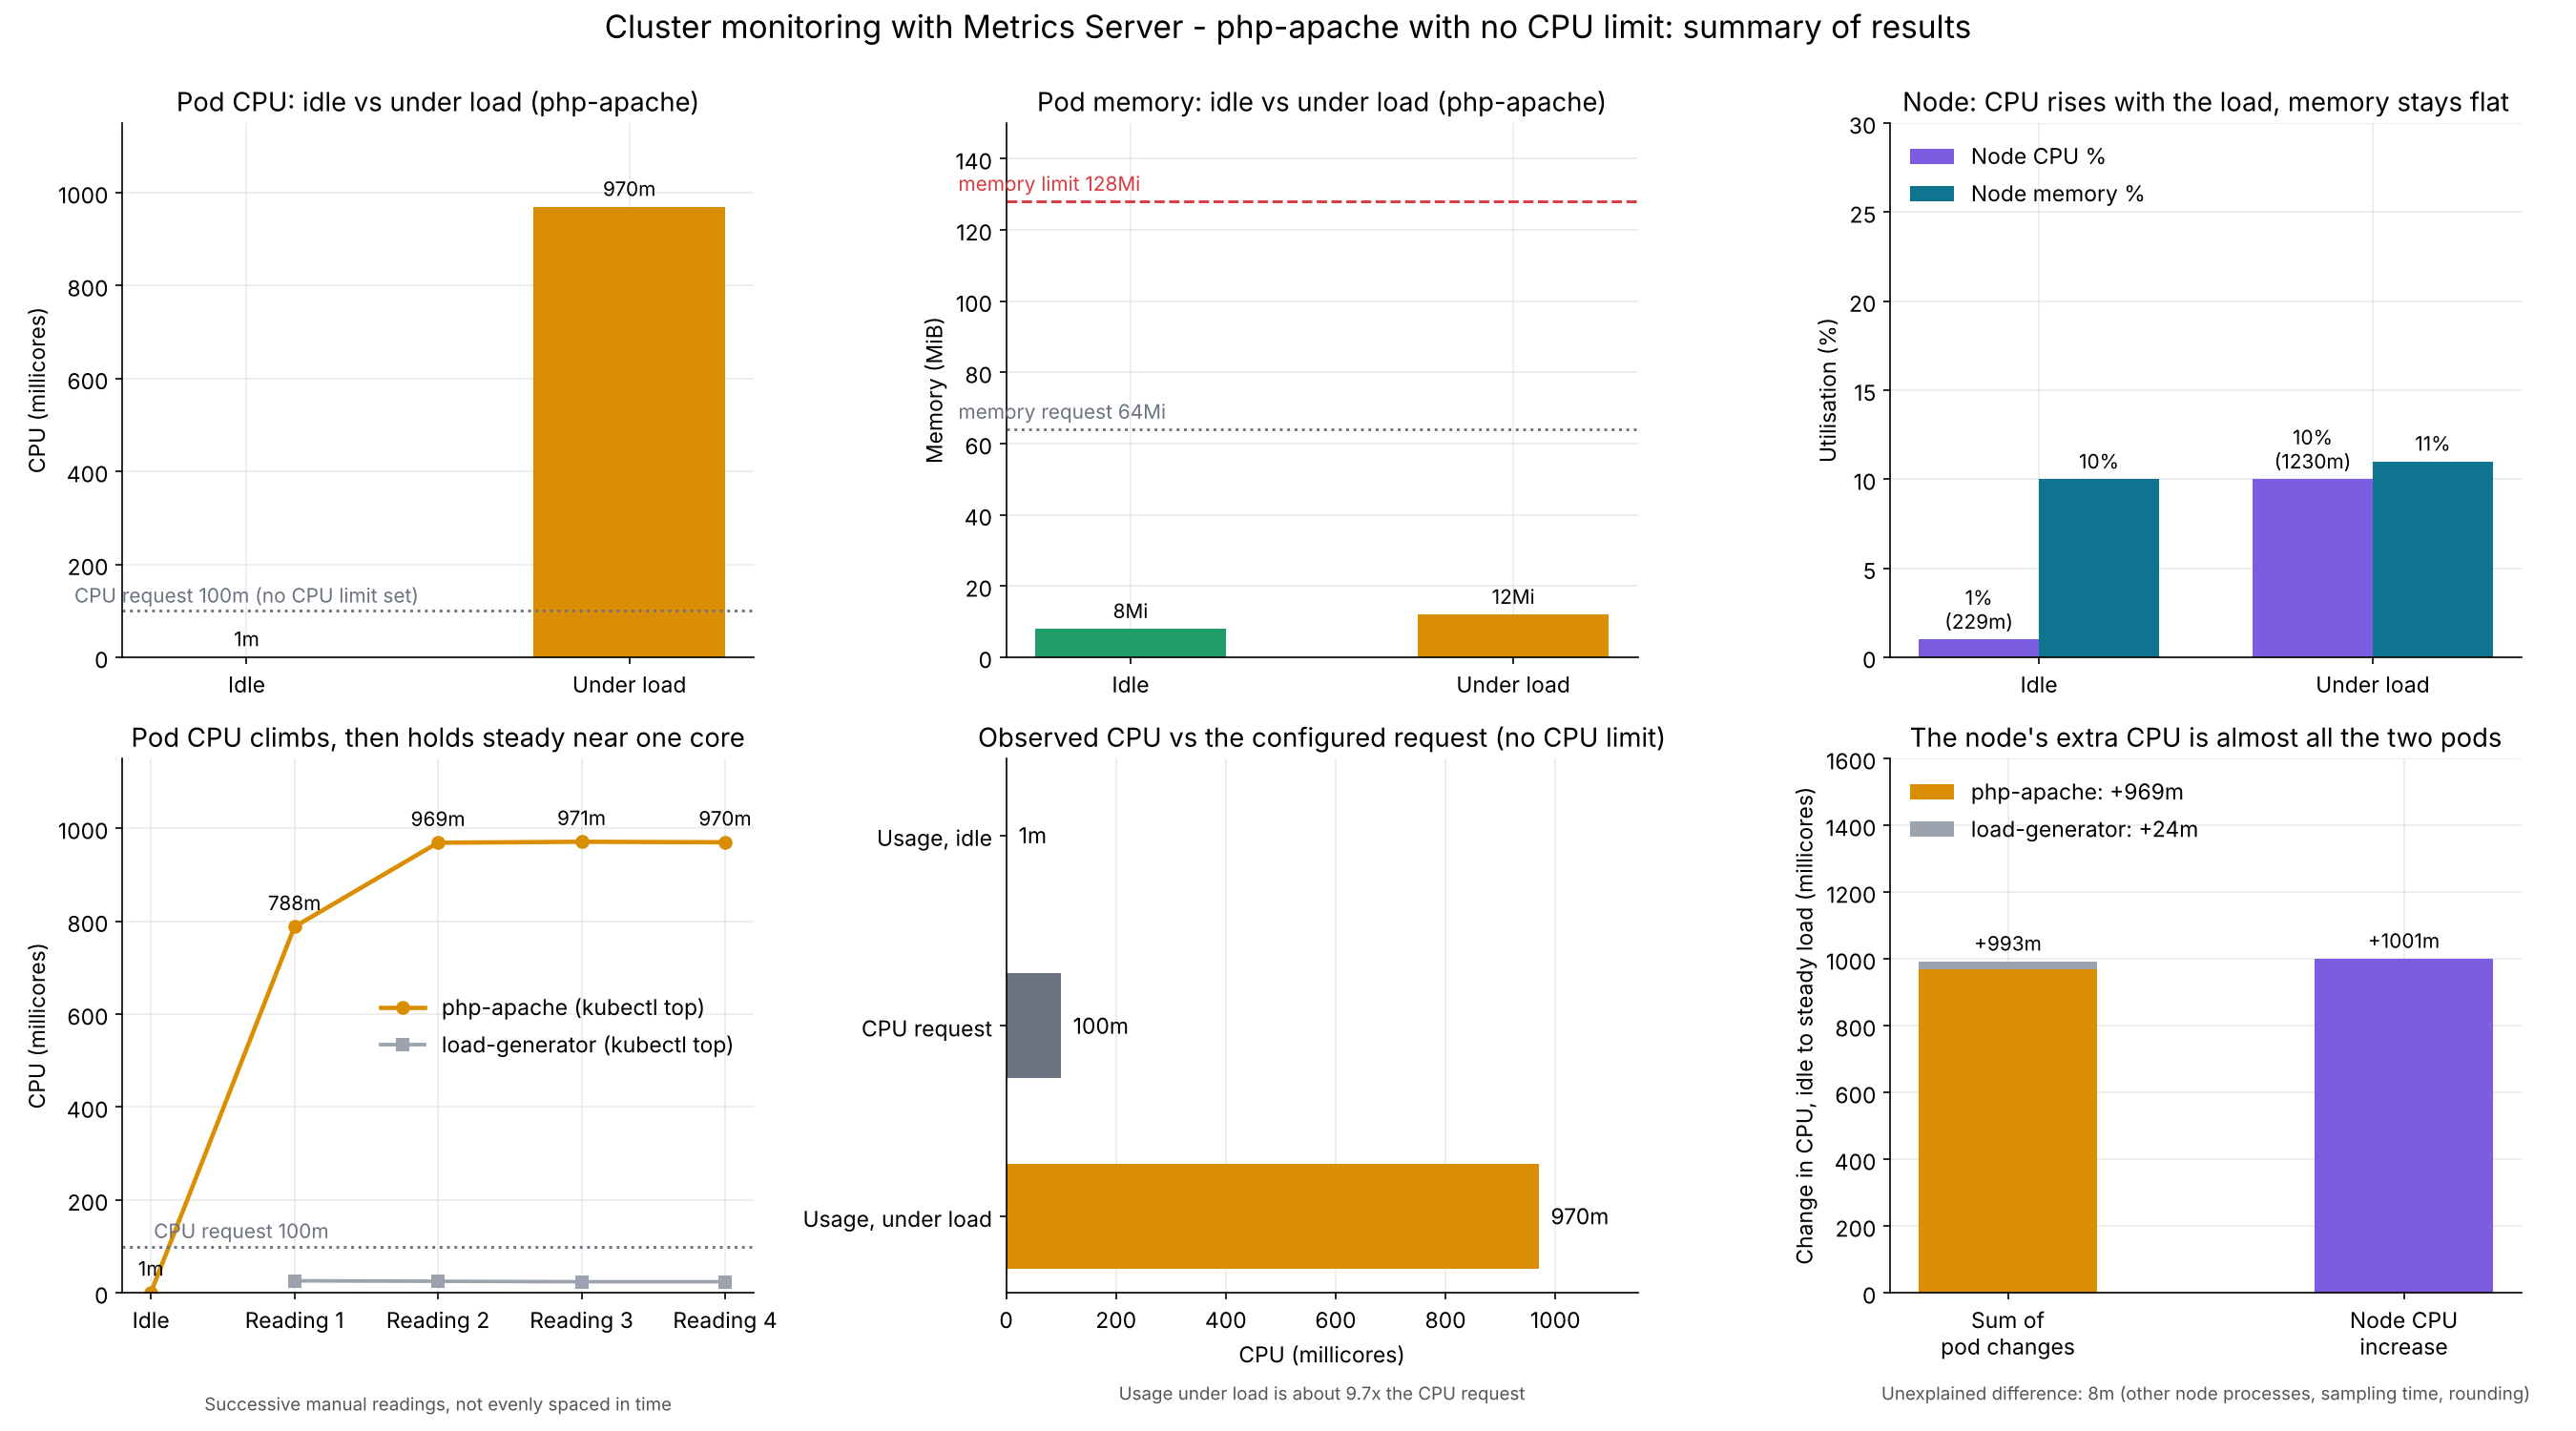 Cluster monitoring with Metrics Server - php-apache with no CPU limit: summary of results
Pod CPU: idle vs under load (php-apache)
CPU (millicores)
1000
800
600
400
200
0
970m
CPU request 100m (no CPU limit set)
1m
Idle
Under load
Pod memory: idle vs under load (php-apache)
Memory (MiB)
140
120
100
80
60
40
20
0
memory limit 128Mi
memory request 64Mi
8Mi
12Mi
Idle
Under load
Node: CPU rises with the load, memory stays flat
Utilisation (%)
30
25
20
15
10
5
0
Node CPU %
Node memory %
1%
(229m)
10%
10%
(1230m)
11%
Idle
Under load
Pod CPU climbs, then holds steady near one core
CPU (millicores)
1000
800
600
400
200
0
1m
788m
969m
971m
970m
php-apache (kubectl top)
load-generator (kubectl top)
CPU request 100m
Idle
Reading 1
Reading 2
Reading 3
Reading 4
Successive manual readings, not evenly spaced in time
Observed CPU vs the configured request (no CPU limit)
Usage, idle
1m
CPU request
100m
Usage, under load
970m
0
200
400
600
800
1000
CPU (millicores)
Usage under load is about 9.7x the CPU request
The node's extra CPU is almost all the two pods
Change in CPU, idle to steady load (millicores)
1600
1400
1200
1000
800
600
400
200
0
php-apache: +969m
load-generator: +24m
+993m
+1001m
Sum of
pod changes
Node CPU
increase
Unexplained difference: 8m (other node processes, sampling time, rounding)